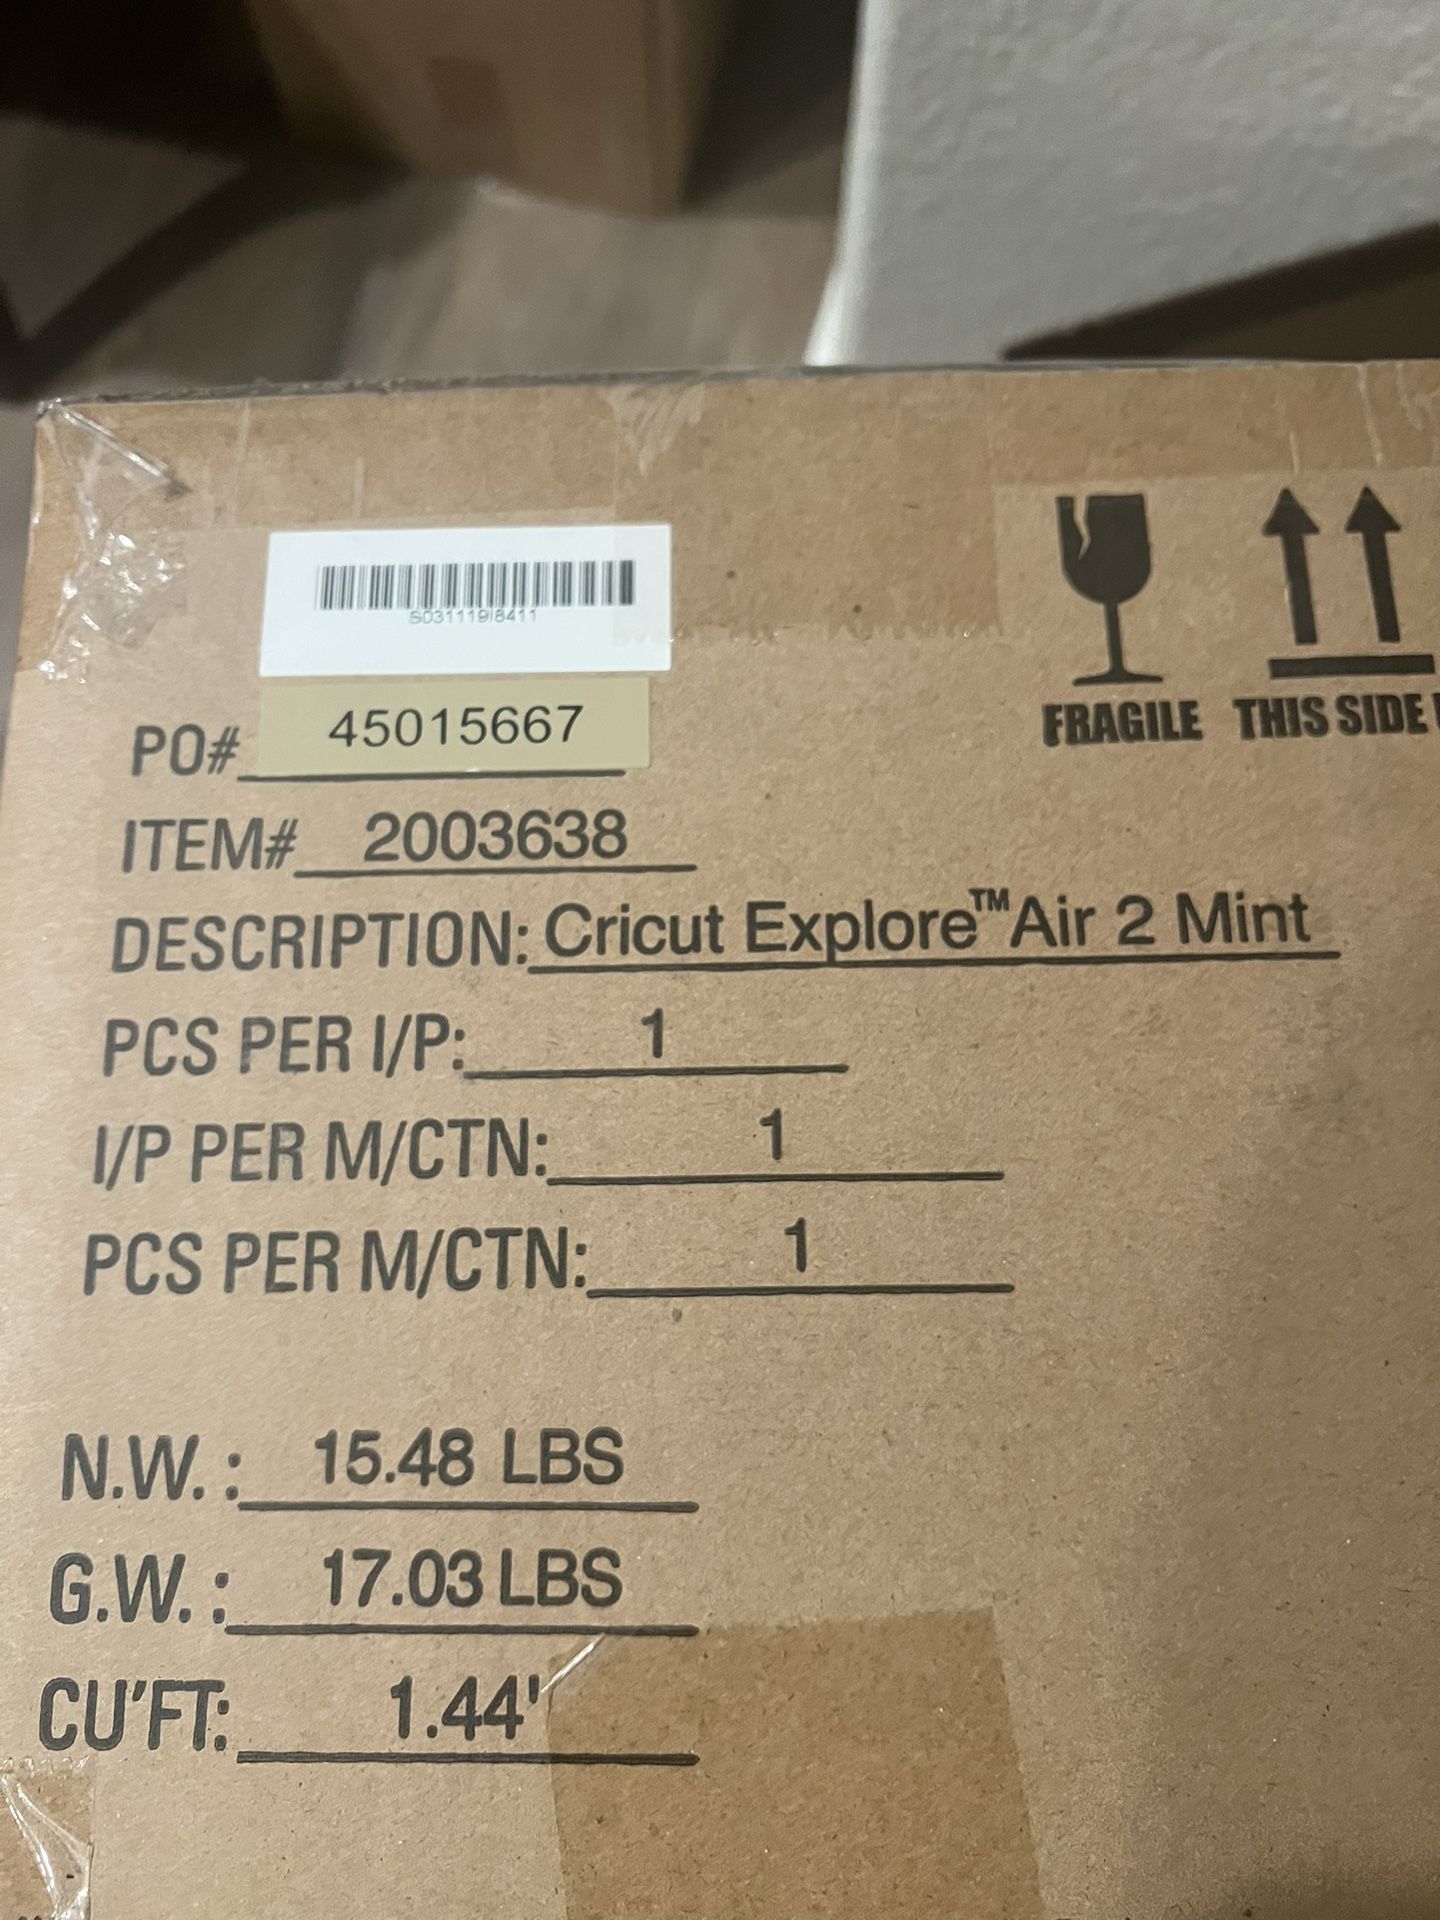 S031119I8411
PO# 45015667
FRAGILE THIS SIDE
ITEM# 2003638
DESCRIPTION: Cricut Explore™ Air 2 Mint
PCS PER I/P: 1
I/P PER M/CTN: 1
PCS PER M/CTN: 1
N.W. : 15.48 LBS
G.W. : 17.03 LBS
CU'FT: 1.44'